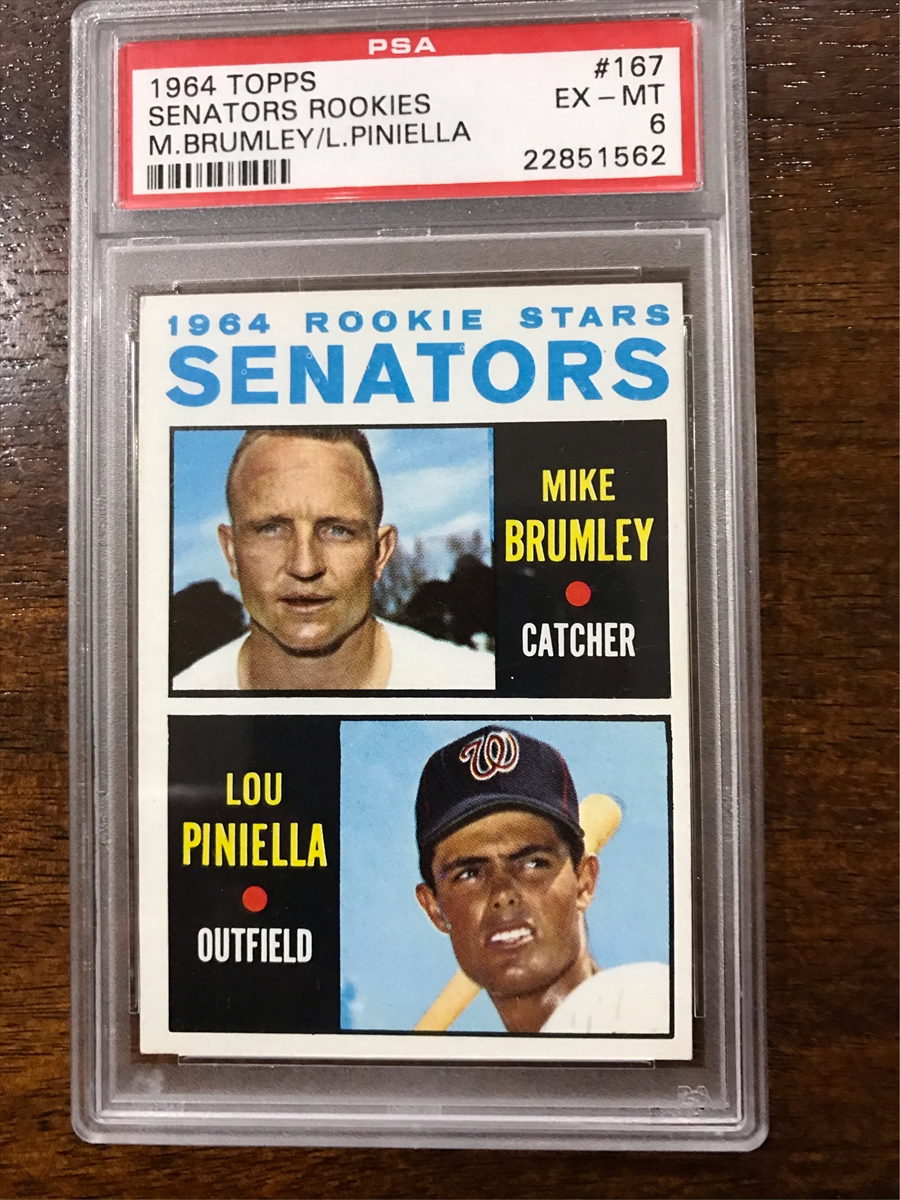 PSA
1964 TOPPS #167
SENATORS ROOKIES EX - MT
M.BRUMLEY/L.PINIELLA 6
22851562
1964 ROOKIE STARS
SENATORS
MIKE
BRUMLEY
CATCHER
LOU
PINIELLA
OUTFIELD
W
PSA